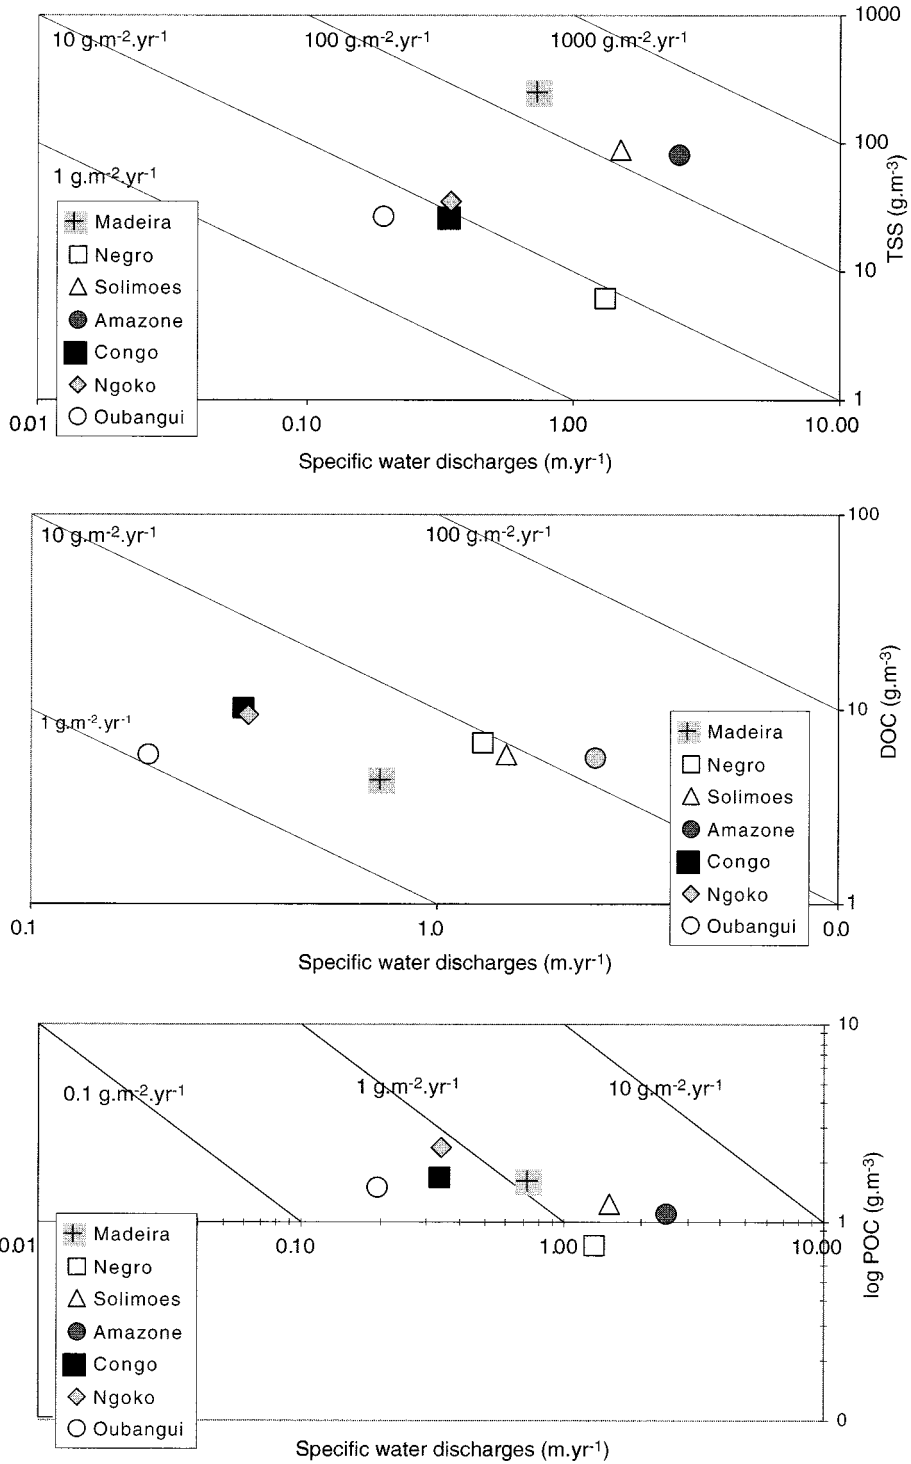 1000
10 g.m-2.yr-1 100 g.m-2.yr-1 1000 g.m-2.yr-1
100
1 g.m-2.yr-1
TSS (g.m-3)
Madeira
Negro
Solimoes
Amazone
Congo
Ngoko
Oubangui
10
1
0.01 0.10 1.00 10.00
Specific water discharges (m.yr-1)
100
10 g.m-2.yr-1 100 g.m-2.yr-1
10
1 g.m-2.yr-1
DOC (g.m-3)
Madeira
Negro
Solimoes
Amazone
Congo
Ngoko
Oubangui
1
0.1 1.0 0.0
Specific water discharges (m.yr-1)
10
0.1 g.m-2.yr-1 1 g.m-2.yr-1 10 g.m-2.yr-1
log POC (g.m-3)
1
0.01 0.10 1.00 10.00
Madeira
Negro
Solimoes
Amazone
Congo
Ngoko
Oubangui
0
Specific water discharges (m.yr-1)